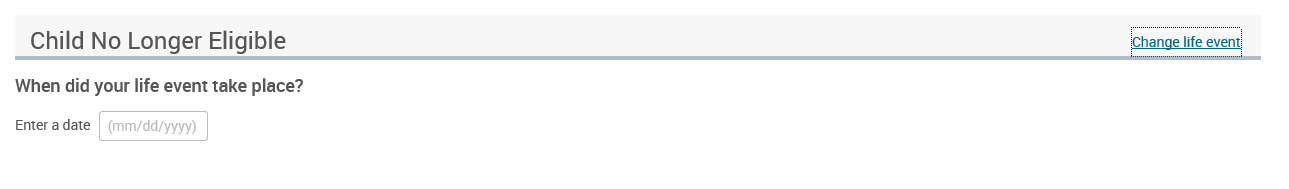 Child No Longer Eligible
Change life event
When did your life event take place?
Enter a date (mm/dd/yyyy)